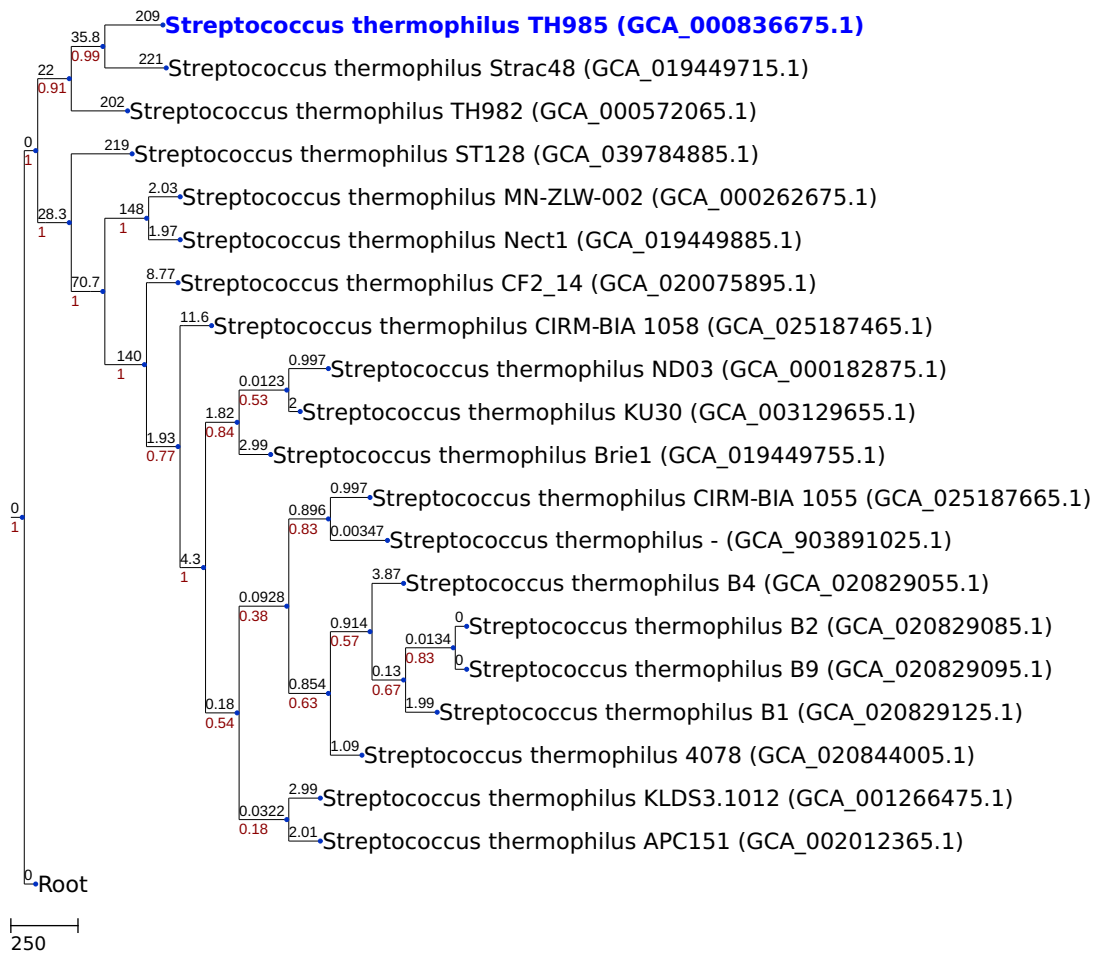 209
Streptococcus thermophilus TH985 (GCA_000836675.1)
35.8
0.99
221
Streptococcus thermophilus Strac48 (GCA_019449715.1)
22
0.91
202
Streptococcus thermophilus TH982 (GCA_000572065.1)
0
1
219
Streptococcus thermophilus ST128 (GCA_039784885.1)
2.03
Streptococcus thermophilus MN-ZLW-002 (GCA_000262675.1)
28.3
1
148
1
1.97
Streptococcus thermophilus Nect1 (GCA_019449885.1)
70.7
1
8.77
Streptococcus thermophilus CF2_14 (GCA_020075895.1)
11.6
Streptococcus thermophilus CIRM-BIA 1058 (GCA_025187465.1)
140
1
0.997
Streptococcus thermophilus ND03 (GCA_000182875.1)
0.0123
0.53
2
Streptococcus thermophilus KU30 (GCA_003129655.1)
1.82
0.84
1.93
0.77
2.99
Streptococcus thermophilus Brie1 (GCA_019449755.1)
0.997
Streptococcus thermophilus CIRM-BIA 1055 (GCA_025187665.1)
0
1
0.896
0.83
0.00347
Streptococcus thermophilus - (GCA_903891025.1)
4.3
1
3.87
Streptococcus thermophilus B4 (GCA_020829055.1)
0.0928
0.38
0
Streptococcus thermophilus B2 (GCA_020829085.1)
0.914
0.57
0.0134
0.83
0
Streptococcus thermophilus B9 (GCA_020829095.1)
0.13
0.67
0.854
0.63
1.99
Streptococcus thermophilus B1 (GCA_020829125.1)
0.18
0.54
1.09
Streptococcus thermophilus 4078 (GCA_020844005.1)
2.99
Streptococcus thermophilus KLDS3.1012 (GCA_001266475.1)
0.0322
0.18
2.01
Streptococcus thermophilus APC151 (GCA_002012365.1)
0
Root
250